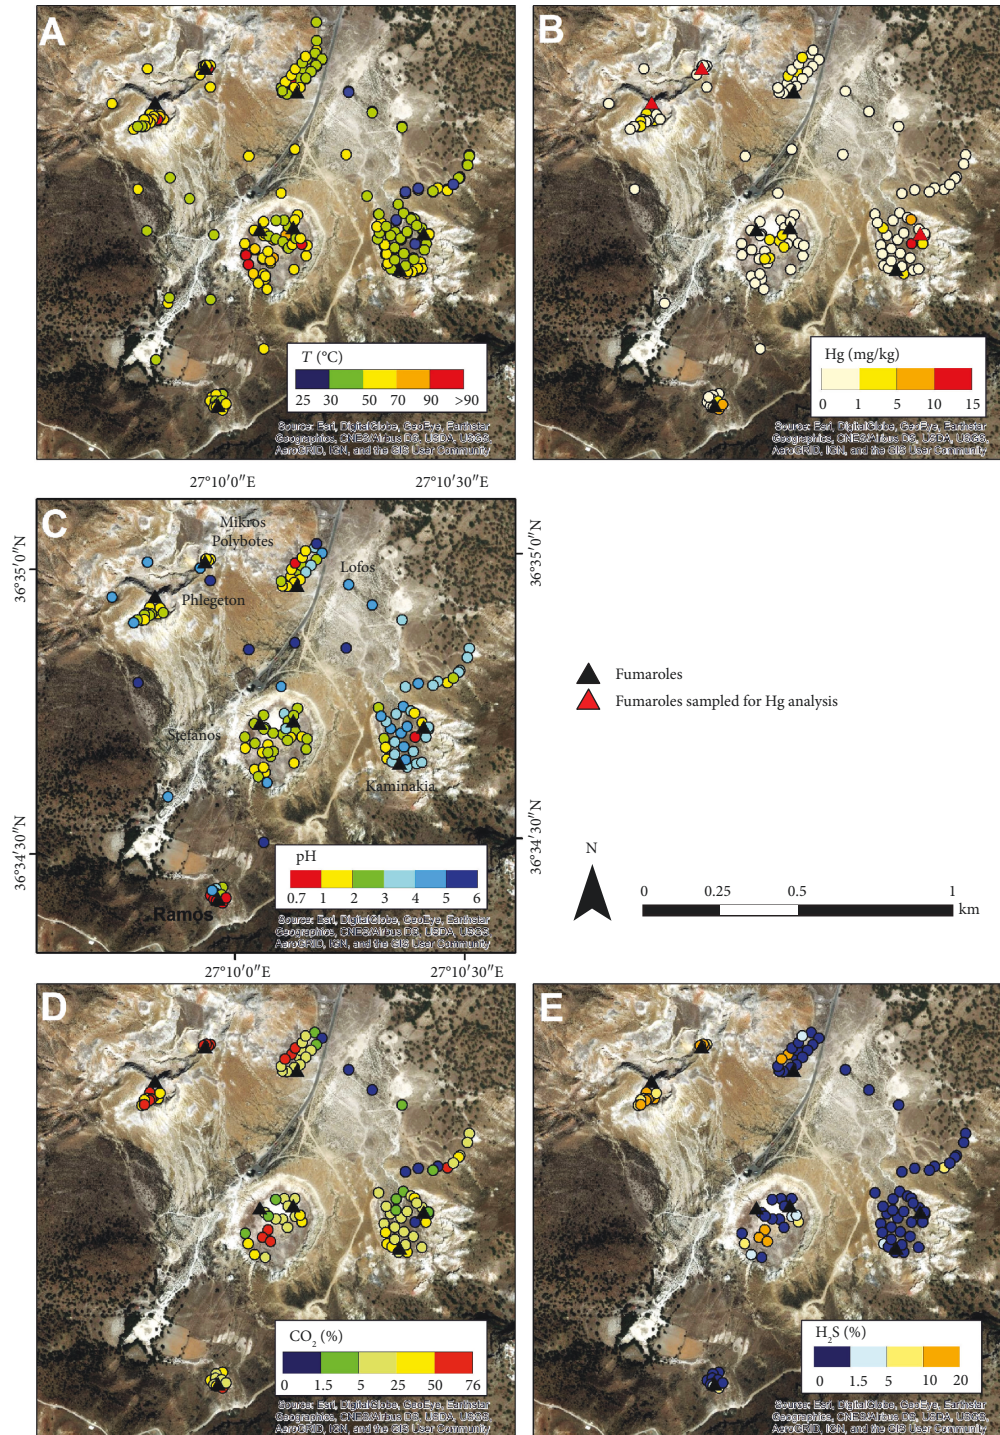 A
T (°C)
25 30 50 70 90 >90
Source: Esri, DigitalGlobe, GeoEye, Earthstar
Geographics, CNES/Airbus DS, USDA, USGS,
AeroGRID, IGN, and the GIS User Community
B
Hg (mg/kg)
0 1 5 10 15
Source: Esri, DigitalGlobe, GeoEye, Earthstar
Geographics, CNES/Airbus DS, USDA, USGS,
AeroGRID, IGN, and the GIS User Community
27°10′0″E 27°10′30″E
C
Mikros
Polybotes
Lofos
Phlegeton
Stefanos
Kaminakia
Ramos
36°35′0″N
36°34′30″N
36°35′0″N
36°34′30″N
pH
0.7 1 2 3 4 5 6
Source: Esri, DigitalGlobe, GeoEye, Earthstar
Geographics, CNES/Airbus DS, USDA, USGS,
AeroGRID, IGN, and the GIS User Community
27°10′0″E 27°10′30″E
Fumaroles
Fumaroles sampled for Hg analysis
N
0 0.25 0.5 1
km
D
CO2 (%)
0 1.5 5 25 50 76
Source: Esri, DigitalGlobe, GeoEye, Earthstar
Geographics, CNES/Airbus DS, USDA, USGS,
AeroGRID, IGN, and the GIS User Community
E
H2S (%)
0 1.5 5 10 20
Source: Esri, DigitalGlobe, GeoEye, Earthstar
Geographics, CNES/Airbus DS, USDA, USGS,
AeroGRID, IGN, and the GIS User Community